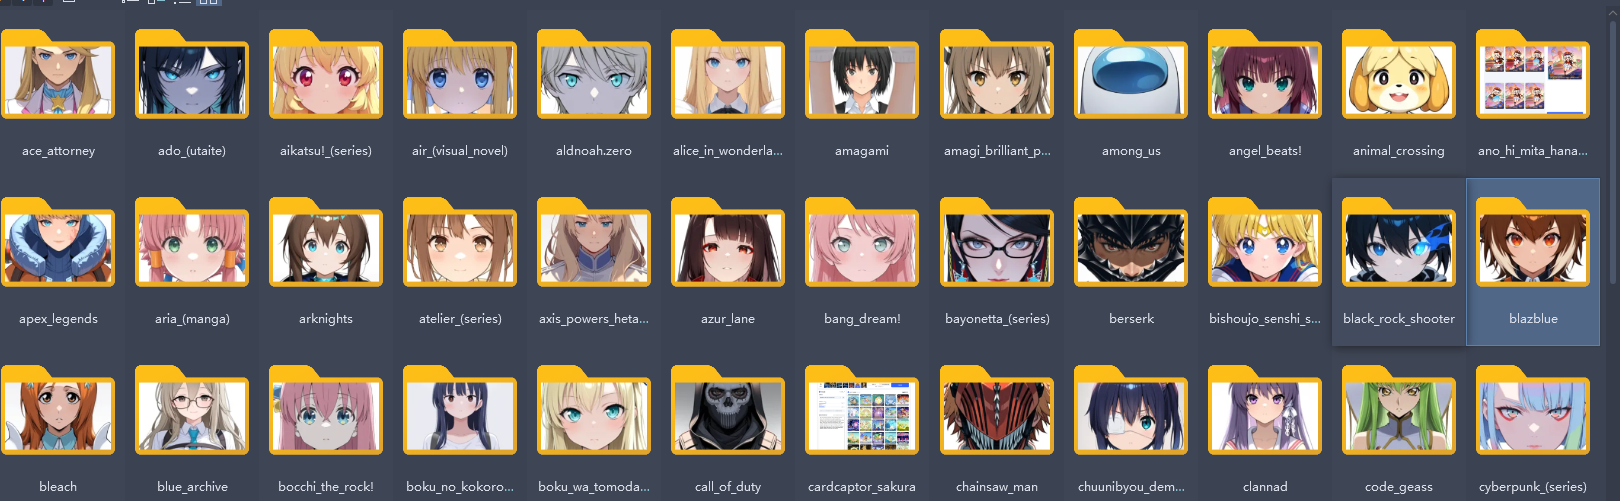 ace_attorney
ado_(utaite)
aikatsu!_(series)
air_(visual_novel)
aldnoah.zero
alice_in_wonderla...
amagami
amagi_brilliant_p...
among_us
angel_beats!
animal_crossing
ano_hi_mita_hana...
apex_legends
aria_(manga)
arknights
atelier_(series)
axis_powers_heta...
azur_lane
bang_dream!
bayonetta_(series)
berserk
bishoujo_senshi_s...
black_rock_shooter
blazblue
bleach
blue_archive
bocchi_the_rock!
boku_no_kokoro...
boku_wa_tomoda...
call_of_duty
cardcaptor_sakura
chainsaw_man
chuunibyou_dem...
clannad
code_geass
cyberpunk_(series)